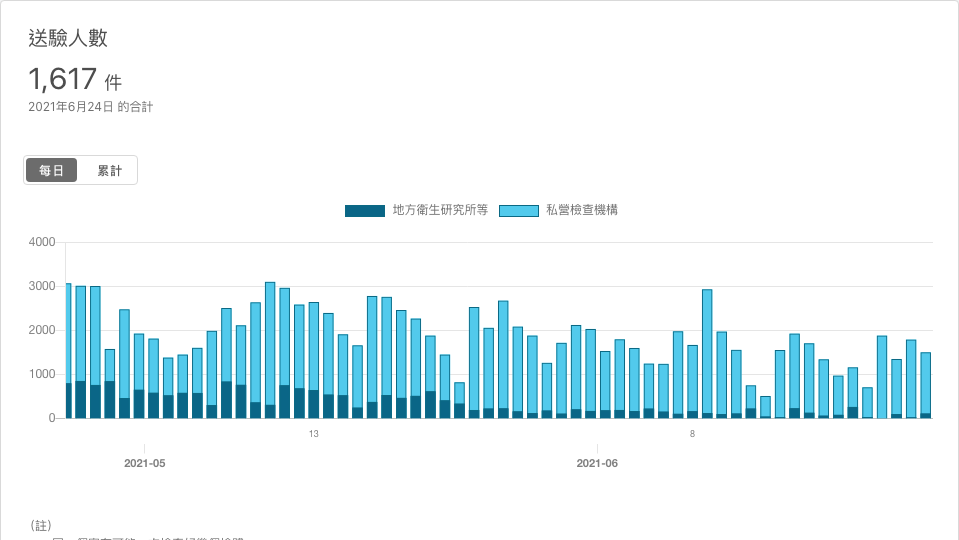 送驗人數
1,617 件
2021年6月24日 的合計
每日 累計
地方衛生研究所等 私營檢查機構
4000
3000
2000
1000
0
13 8
2021-05 2021-06
(註)